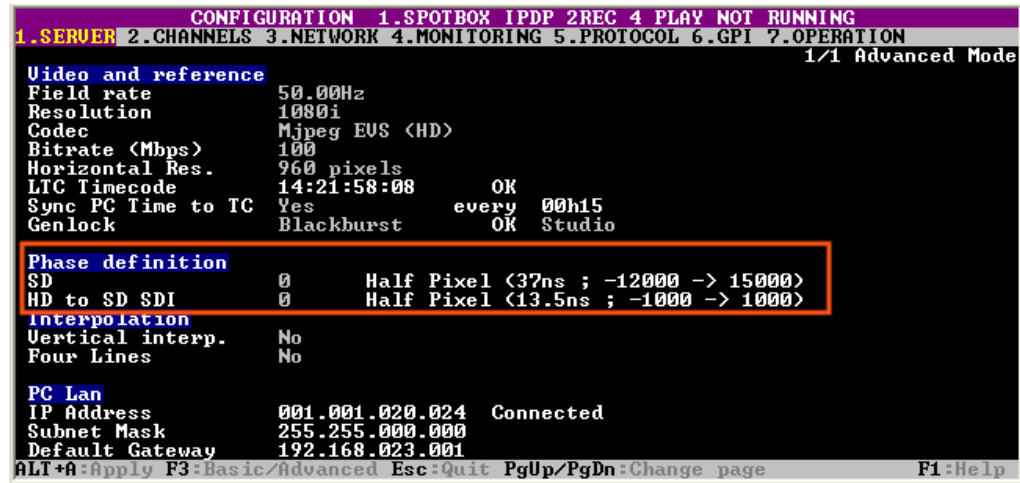 CONFIGURATION 1.SPOTBOX IPDP 2REC 4 PLAY NOT RUNNING
1.SERVER 2.CHANNELS 3.NETWORK 4.MONITORING 5.PROTOCOL 6.GPI 7.OPERATION
1/1 Advanced Mode
Video and reference
Field rate 50.00Hz
Resolution 1080i
Codec Mjpeg EVS (HD)
Bitrate (Mbps) 100
Horizontal Res. 960 pixels
LTC Timecode 14:21:58:08 OK
Sync PC Time to TC Yes every 00h15
Genlock Blackburst OK Studio
Phase definition
SD 0 Half Pixel (37ns ; -12000 -> 15000)
HD to SD SDI 0 Half Pixel (13.5ns ; -1000 -> 1000)
Interpolation
Vertical interp. No
Four Lines No
PC Lan
IP Address 001.001.020.024 Connected
Subnet Mask 255.255.000.000
Default Gateway 192.168.023.001
ALT+A:Apply F3:Basic/Advanced Esc:Quit PgUp/PgDn:Change page F1:Help